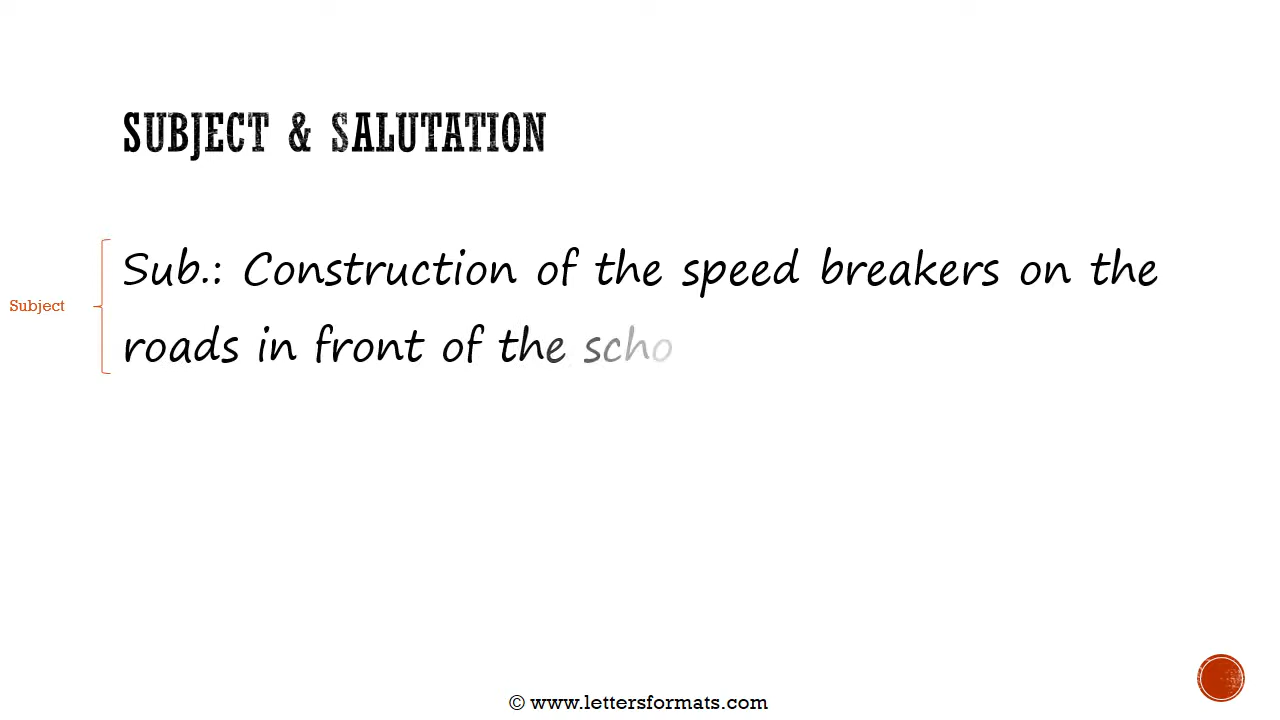 SUBJECT & SALUTATION
Subject
Sub.: Construction of the speed breakers on the
roads in front of the scho
© www.lettersformats.com